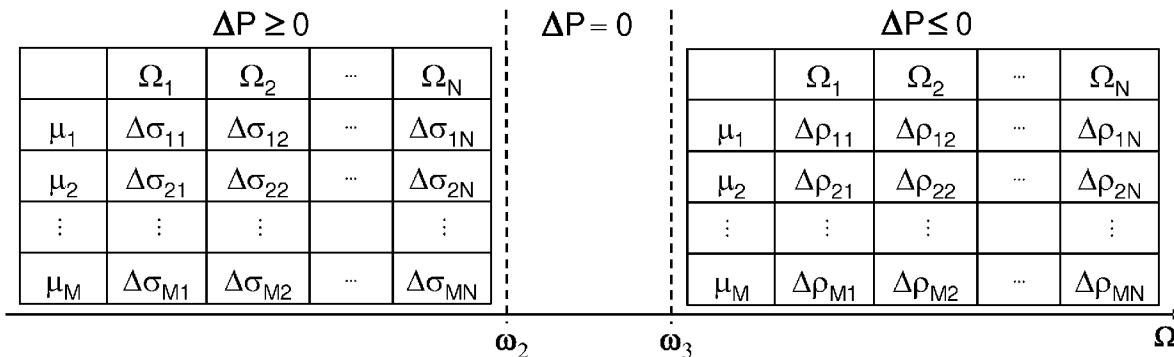 ΔP ≥ 0 ΔP = 0 ΔP ≤ 0
Ω1 Ω2 ... ΩN Ω1 Ω2 ... ΩN
μ1 Δσ11 Δσ12 ... Δσ1N μ1 Δρ11 Δρ12 ... Δρ1N
μ2 Δσ21 Δσ22 ... Δσ2N μ2 Δρ21 Δρ22 ... Δρ2N
⋮ ⋮ ⋮ ⋮ ⋮ ⋮ ⋮ ⋮
μM ΔσM1 ΔσM2 ... ΔσMN μM ΔρM1 ΔρM2 ... ΔρMN
ω2 ω3 Ω